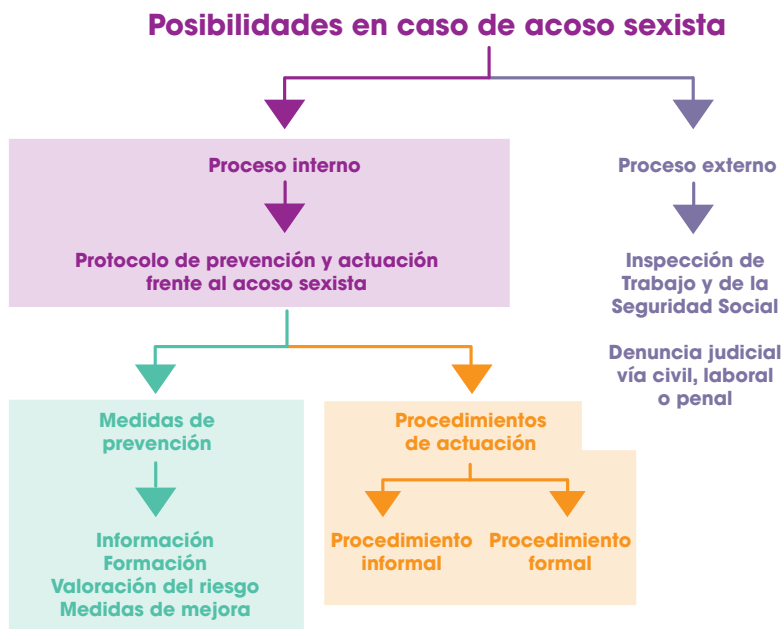 Posibilidades en caso de acoso sexista
Proceso interno
Protocolo de prevención y actuación
frente al acoso sexista
Proceso externo
Inspección de
Trabajo y de la
Seguridad Social
Denuncia judicial
vía civil, laboral
o penal
Medidas de
prevención
Información
Formación
Valoración del riesgo
Medidas de mejora
Procedimientos
de actuación
Procedimiento
informal
Procedimiento
formal